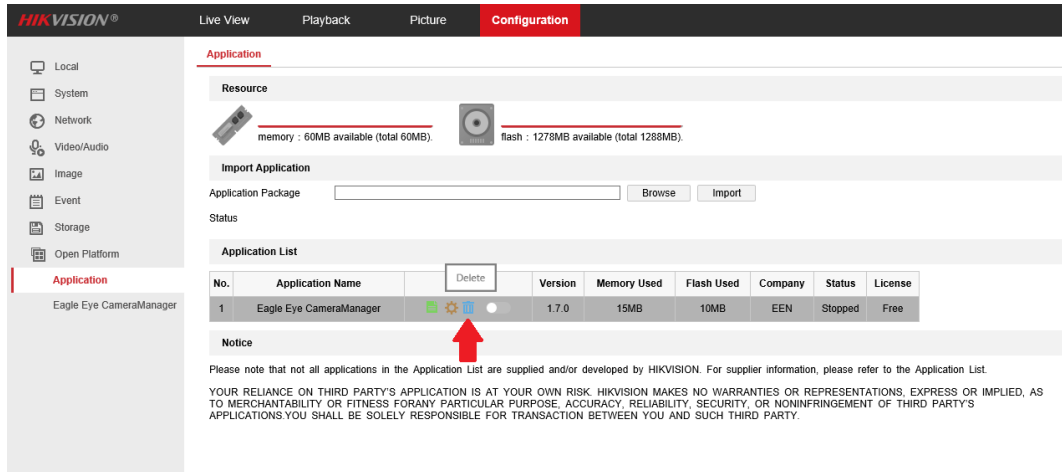 HIKVISION®
Live View Playback Picture Configuration
Local
System
Network
Video/Audio
Image
Event
Storage
Open Platform
Application
Eagle Eye CameraManager
Application
Resource
memory : 60MB available (total 60MB).
flash : 1278MB available (total 1288MB).
Import Application
Application Package Browse Import
Status
Application List
Delete
No. Application Name Version Memory Used Flash Used Company Status License
1 Eagle Eye CameraManager 1.7.0 15MB 10MB EEN Stopped Free
Notice
Please note that not all applications in the Application List are supplied and/or developed by HIKVISION. For supplier information, please refer to the Application List.
YOUR RELIANCE ON THIRD PARTY'S APPLICATION IS AT YOUR OWN RISK. HIKVISION MAKES NO WARRANTIES OR REPRESENTATIONS, EXPRESS OR IMPLIED, AS
TO MERCHANTABILITY OR FITNESS FORANY PARTICULAR PURPOSE, ACCURACY, RELIABILITY, SECURITY, OR NONINFRINGEMENT OF THIRD PARTY'S
APPLICATIONS.YOU SHALL BE SOLELY RESPONSIBLE FOR TRANSACTION BETWEEN YOU AND SUCH THIRD PARTY.